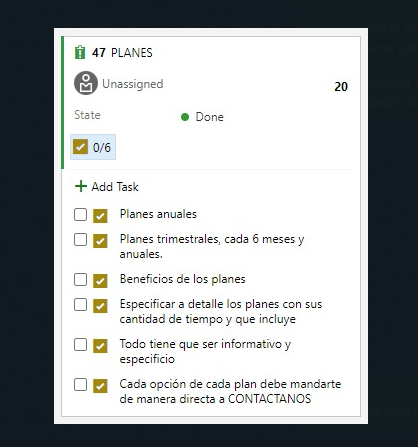 47 PLANES
Unassigned
20
State
Done
0/6
+ Add Task
Planes anuales
Planes trimestrales, cada 6 meses y
anuales.
Beneficios de los planes
Especificar a detalle los planes con sus
cantidad de tiempo y que incluye
Todo tiene que ser informativo y
especificio
Cada opción de cada plan debe mandarte
de manera directa a CONTACTANOS